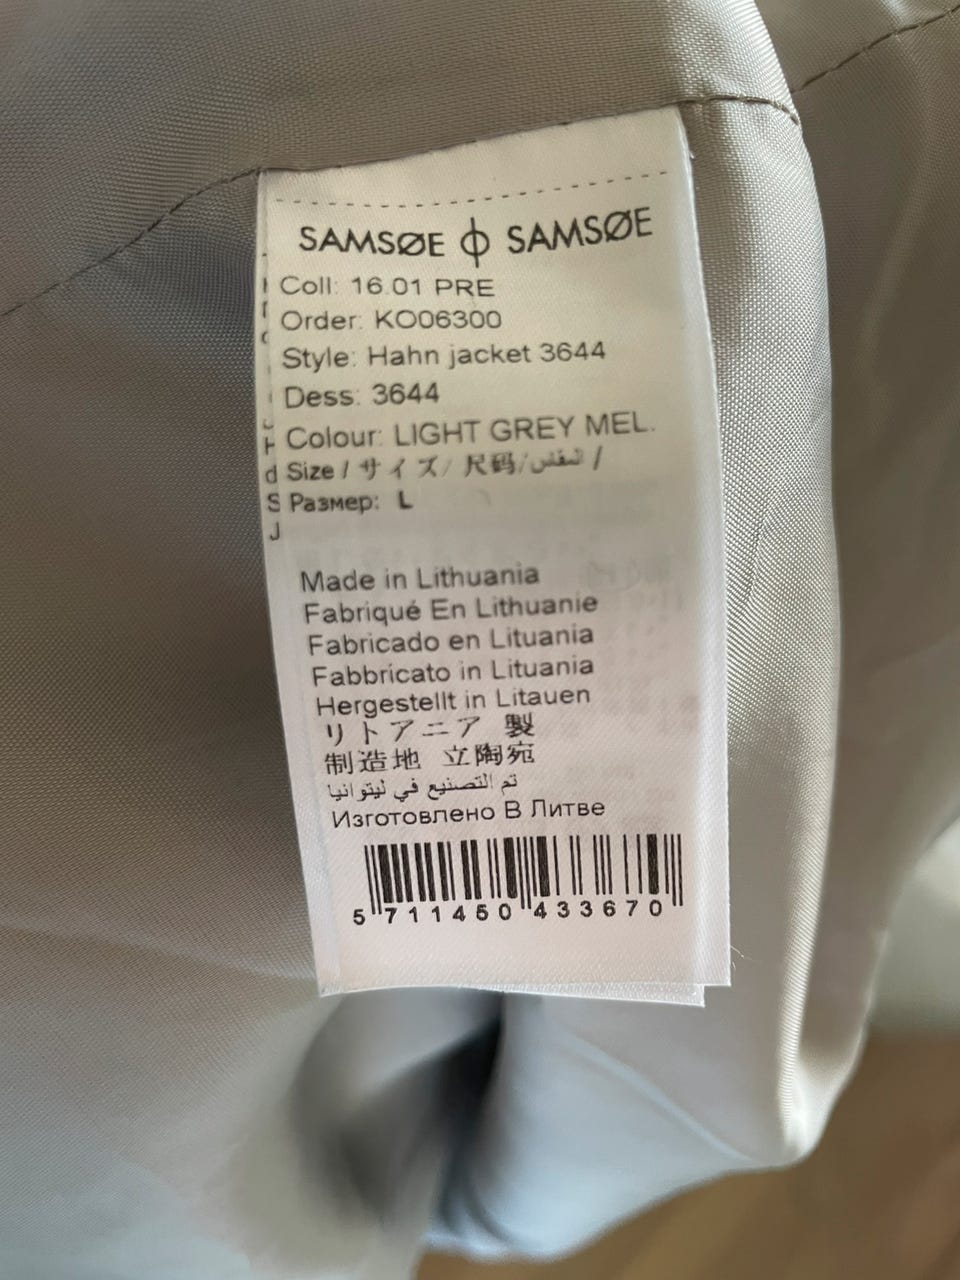 SAMSØE ϕ SAMSØE
Coll: 16.01 PRE
Order: KO06300
Style: Hahn jacket 3644
Dess: 3644
Colour: LIGHT GREY MEL.
Size / サイズ/ 尺码/المقاس /
Размер: L
Made in Lithuania
Fabriqué En Lithuanie
Fabricado en Lituania
Fabbricato in Lituania
Hergestellt in Litauen
リトアニア 製
制造地 立陶宛
تم التصنيع في ليتوانيا
Изготовлено В Литве
5 711450 433670